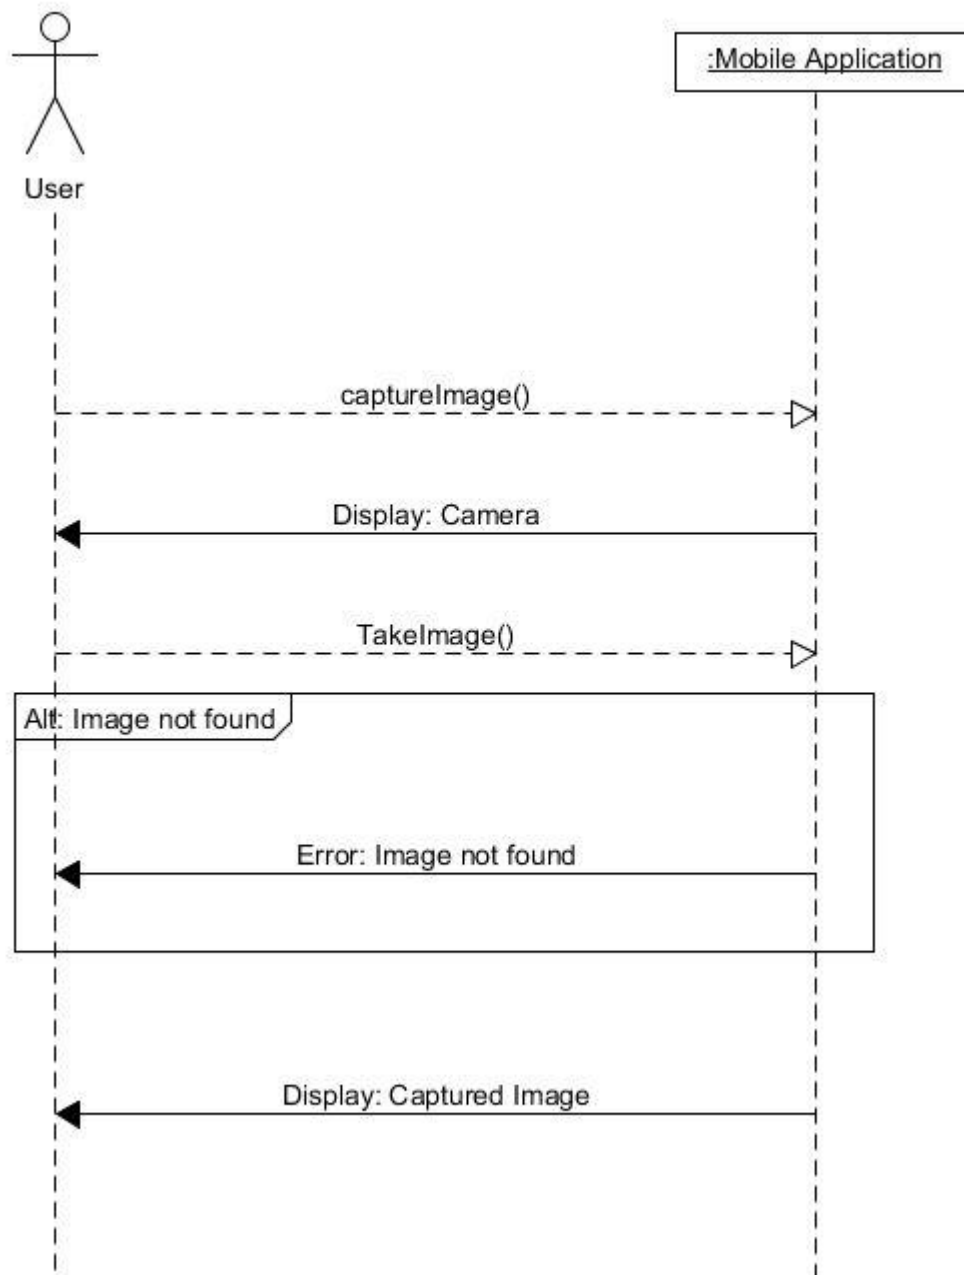 :Mobile Application
User
captureImage()
Display: Camera
TakeImage()
Alt: Image not found
Error: Image not found
Display: Captured Image